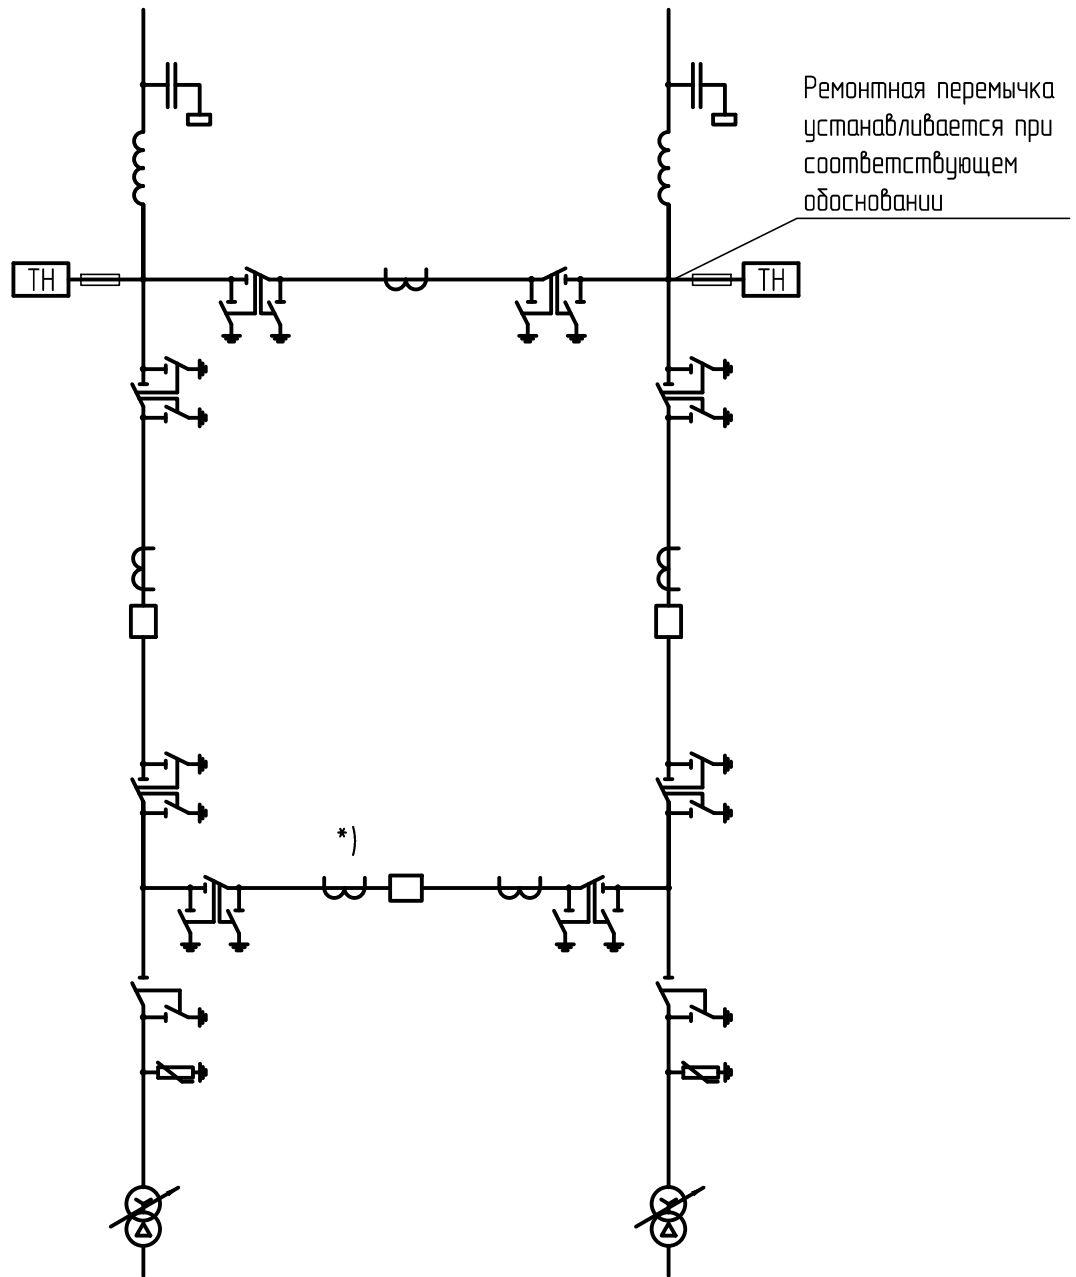 Ремонтная перемычка
устанавливается при
соответствующем
обосновании
ТН
ТН
*)